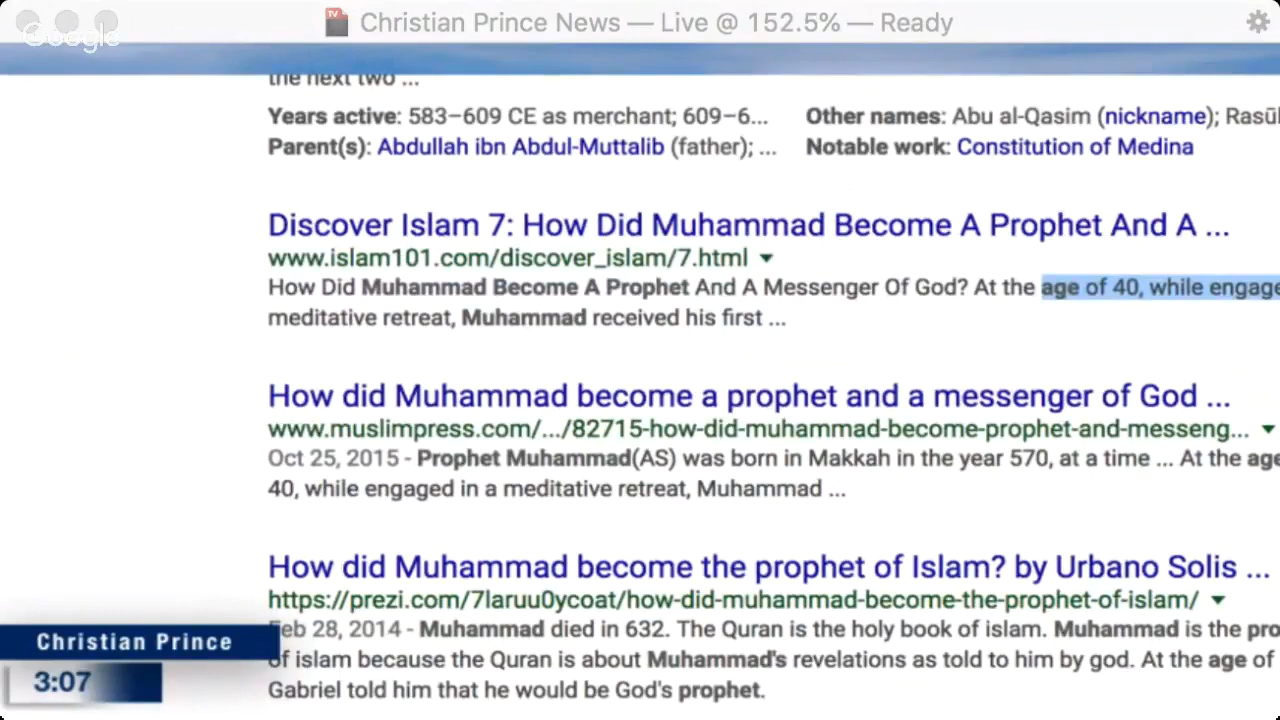 Christian Prince News — Live @ 152.5% — Ready
Google
the next two ...
Years active: 583–609 CE as merchant; 609–6... Other names: Abu al-Qasim (nickname); Rasūl
Parent(s): Abdullah ibn Abdul-Muttalib (father); ... Notable work: Constitution of Medina
Discover Islam 7: How Did Muhammad Become A Prophet And A ...
www.islam101.com/discover_islam/7.html
How Did Muhammad Become A Prophet And A Messenger Of God? At the age of 40, while engage
meditative retreat, Muhammad received his first ...
How did Muhammad become a prophet and a messenger of God ...
www.muslimpress.com/.../82715-how-did-muhammad-become-prophet-and-messeng...
Oct 25, 2015 - Prophet Muhammad(AS) was born in Makkah in the year 570, at a time ... At the age
40, while engaged in a meditative retreat, Muhammad ...
How did Muhammad become the prophet of Islam? by Urbano Solis ...
https://prezi.com/7laruu0ycoat/how-did-muhammad-become-the-prophet-of-islam/
Feb 28, 2014 - Muhammad died in 632. The Quran is the holy book of islam. Muhammad is the pro
of islam because the Quran is about Muhammad's revelations as told to him by god. At the age of
Gabriel told him that he would be God's prophet.
Christian Prince
3:07